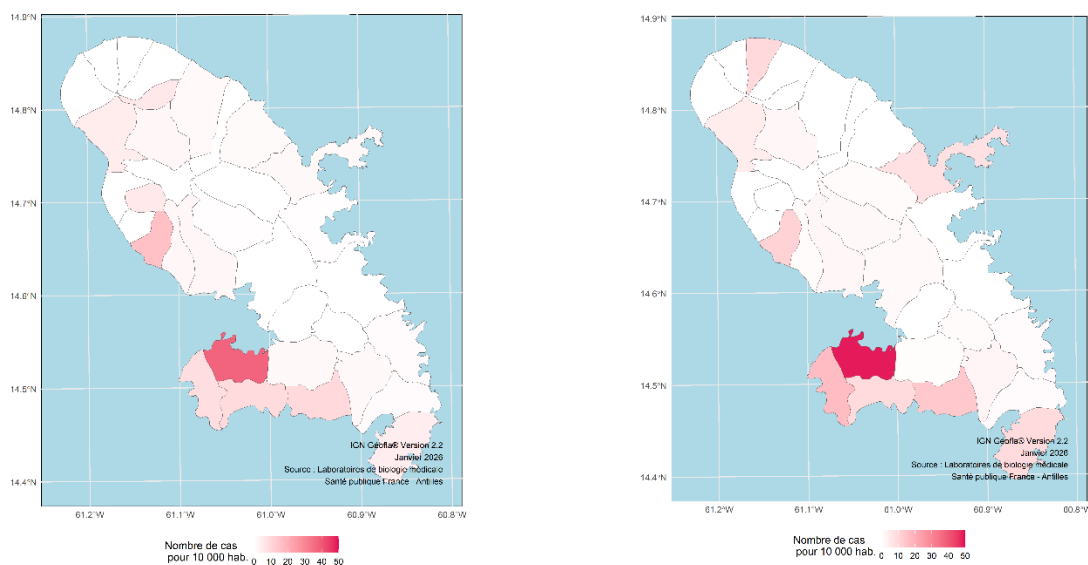 14.9°N
14.8°N
14.7°N
14.6°N
14.5°N
14.4°N
61.2°W 61.1°W 61.0°W 60.9°W 60.8°W
IGN Géofla® Version 2.2
Janvier 2026
Source : Laboratoires de biologie médicale
Santé publique France - Antilles
Nombre de cas
pour 10 000 hab.
0 10 20 30 40 50
14.9°N
14.8°N
14.7°N
14.6°N
14.5°N
14.4°N
61.2°W 61.1°W 61.0°W 60.9°W 60.8°W
IGN Géofla® Version 2.2
Janvier 2026
Source : Laboratoires de biologie médicale
Santé publique France - Antilles
Nombre de cas
pour 10 000 hab.
0 10 20 30 40 50